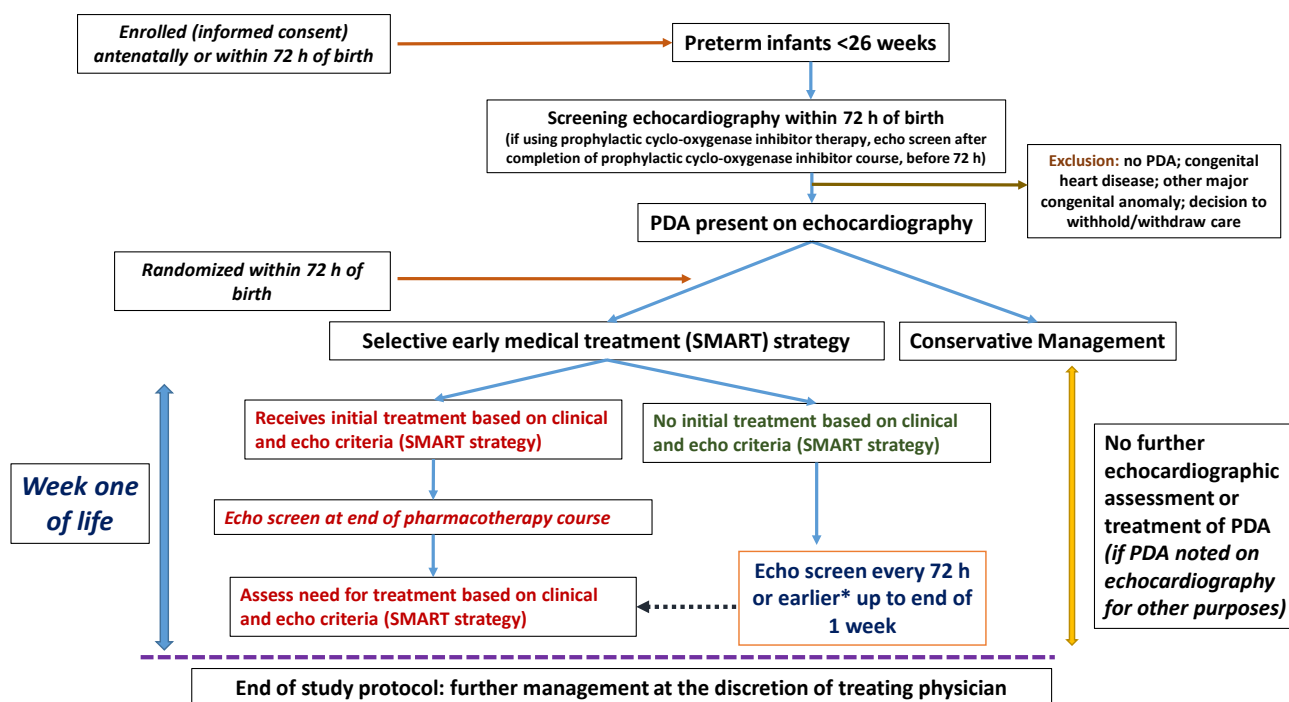 Enrolled (informed consent)
antenatally or within 72 h of birth
Preterm infants <26 weeks
Screening echocardiography within 72 h of birth
(if using prophylactic cyclo-oxygenase inhibitor therapy, echo screen after
completion of prophylactic cyclo-oxygenase inhibitor course, before 72 h)
Exclusion: no PDA; congenital
heart disease; other major
congenital anomaly; decision to
withhold/withdraw care
PDA present on echocardiography
Randomized within 72 h of
birth
Selective early medical treatment (SMART) strategy
Conservative Management
Receives initial treatment based on clinical
and echo criteria (SMART strategy)
No initial treatment based on clinical
and echo criteria (SMART strategy)
Week one
of life
Echo screen at end of pharmacotherapy course
Assess need for treatment based on clinical
and echo criteria (SMART strategy)
Echo screen every 72 h
or earlier* up to end of
1 week
No further
echocardiographic
assessment or
treatment of PDA
(if PDA noted on
echocardiography
for other purposes)
End of study protocol: further management at the discretion of treating physician